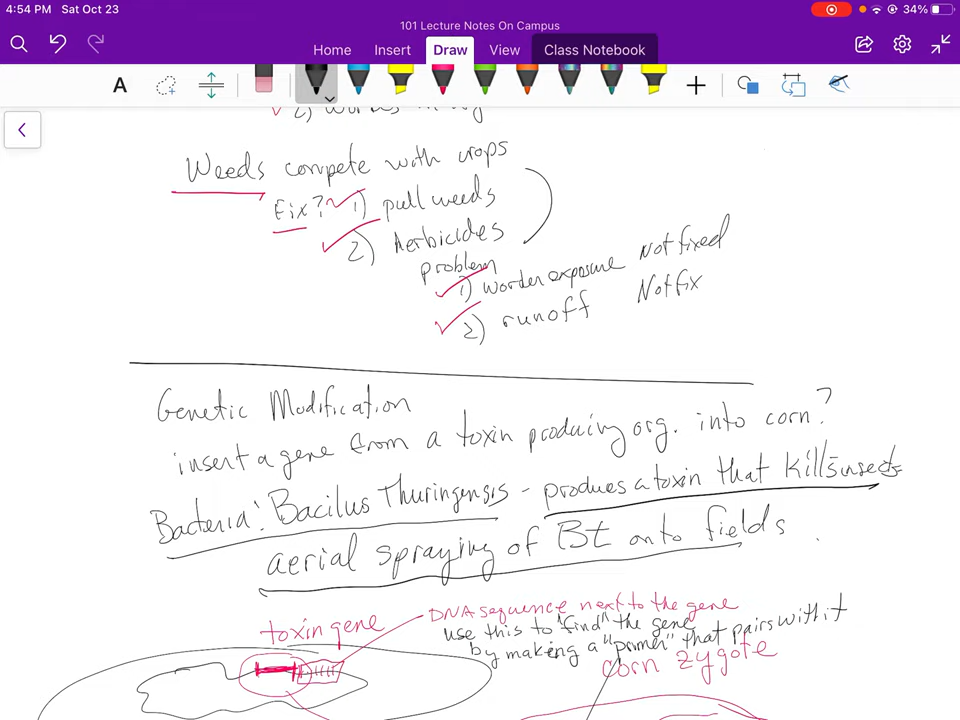 4:54 PM Sat Oct 23
34%
101 Lecture Notes On Campus
Home Insert Draw View Class Notebook
A
2)
Weeds compete with crops
Fix? 1) pull weeds
2) Herbicides
problem
1) worder exposure Not fixed
2) runoff Not fix
Genetic Modification
insert a gene from a toxin producing org. into corn?
Bacteria: Bacilus Thuringensis - produces a toxin that kills insects
aerial spraying of Bt onto fields
toxin gene
DNA sequence next to the gene
use this to "find" the gene
by making a "primer" that pairs with it
corn zygote